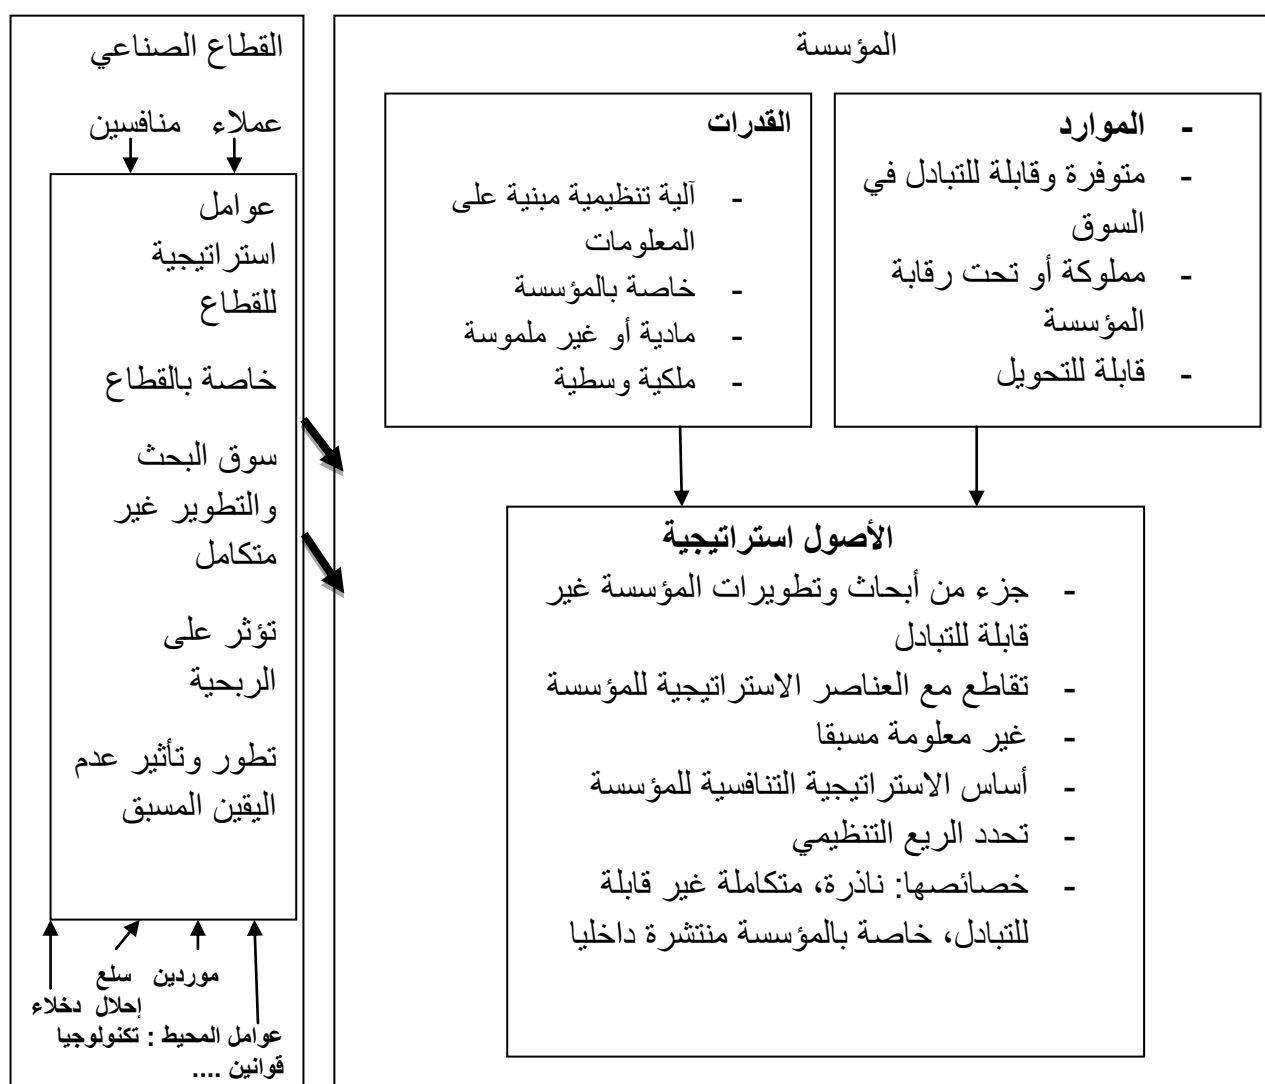 المؤسسة
- الموارد
- متوفرة وقابلة للتبادل في
السوق
- مملوكة أو تحت رقابة
المؤسسة
- قابلة للتحويل
القدرات
- آلية تنظيمية مبنية على
المعلومات
- خاصة بالمؤسسة
- مادية أو غير ملموسة
- ملكية وسطية
الأصول استراتيجية
- جزء من أبحاث وتطويرات المؤسسة غير
قابلة للتبادل
- تقاطع مع العناصر الاستراتيجية للمؤسسة
- غير معلومة مسبقا
- أساس الاستراتيجية التنافسية للمؤسسة
- تحدد الريع التنظيمي
- خصائصها: ناذرة، متكاملة غير قابلة
للتبادل، خاصة بالمؤسسة منتشرة داخليا
القطاع الصناعي
عملاء منافسين
عوامل
استراتيجية
للقطاع
خاصة بالقطاع
سوق البحث
والتطوير غير
متكامل
تؤثر على
الربحية
تطور وتأثير عدم
اليقين المسبق
موردين سلع
إحلال دخلاء
عوامل المحيط : تكنولوجيا
قوانين ....